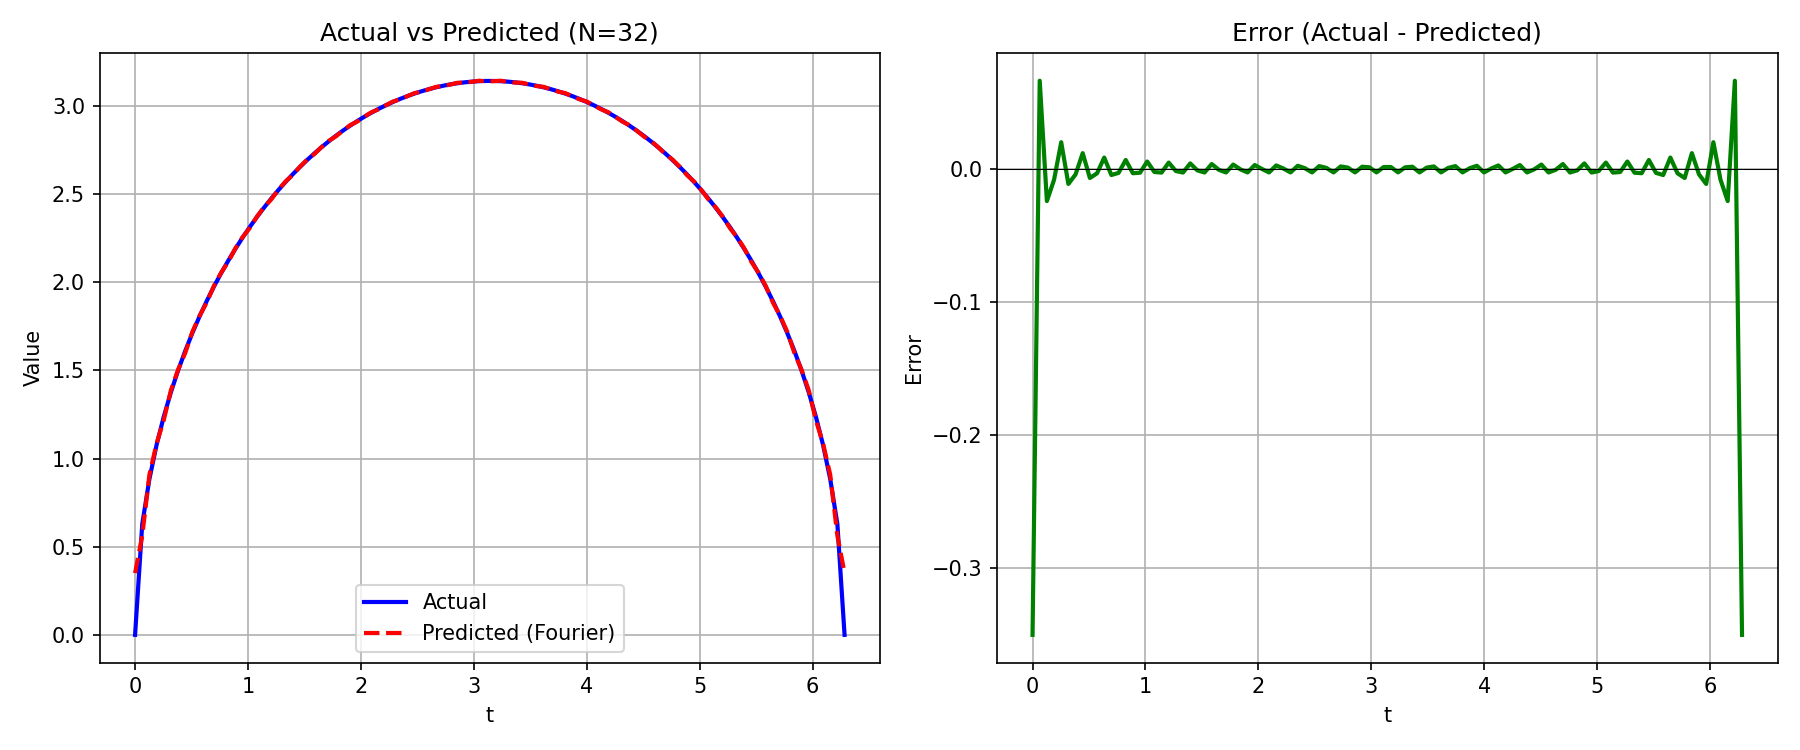 Actual vs Predicted (N=32)
Value
3.0
2.5
2.0
1.5
1.0
0.5
0.0
0 1 2 3 4 5 6
t
Actual
Predicted (Fourier)
Error (Actual - Predicted)
Error
0.0
−0.1
−0.2
−0.3
0 1 2 3 4 5 6
t